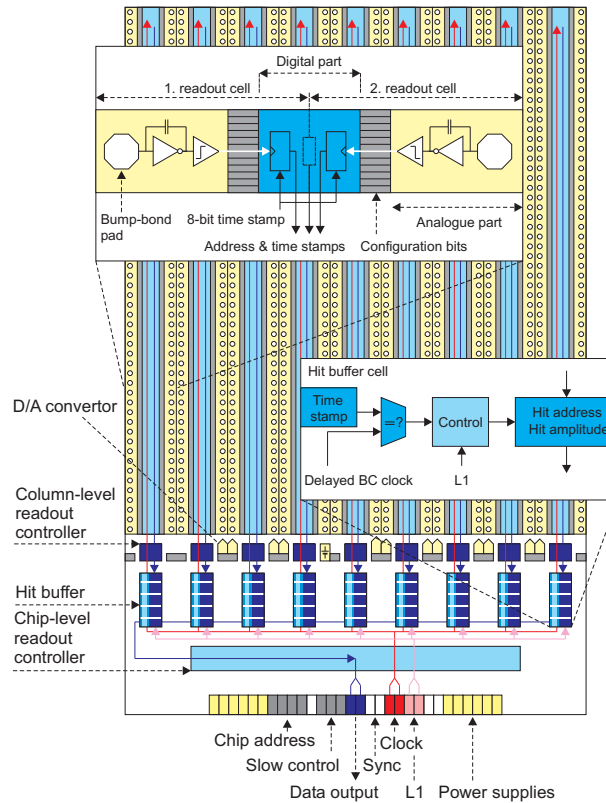 Digital part
1. readout cell
2. readout cell
Bump-bond
pad
8-bit time stamp
Analogue part
Address & time stamps
Configuration bits
Hit buffer cell
Time
stamp
=?
Control
Hit address
Hit amplitude
Delayed BC clock
L1
D/A convertor
Column-level
readout controller
Hit buffer
Chip-level
readout
controller
Chip address
Clock
Slow control
Sync
Data output
L1
Power supplies